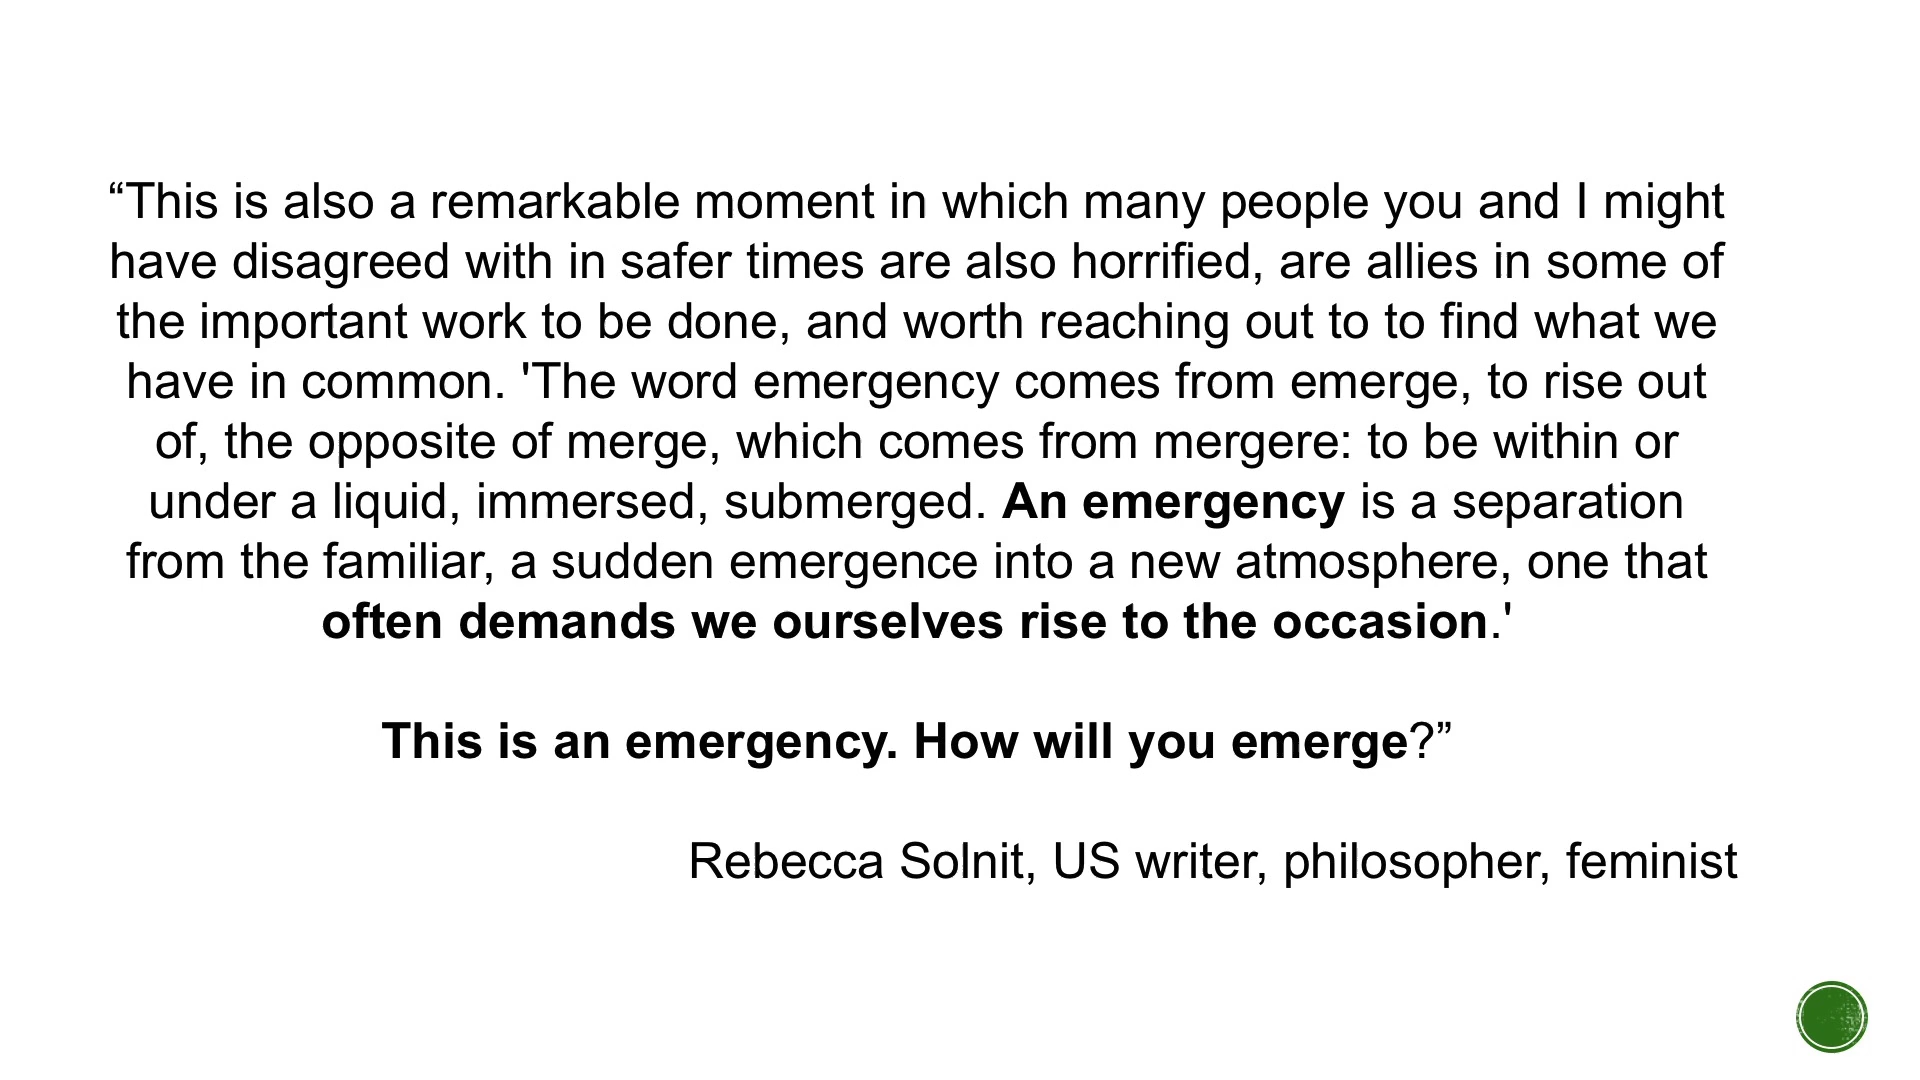 “This is also a remarkable moment in which many people you and I might
have disagreed with in safer times are also horrified, are allies in some of
the important work to be done, and worth reaching out to to find what we
have in common. 'The word emergency comes from emerge, to rise out
of, the opposite of merge, which comes from mergere: to be within or
under a liquid, immersed, submerged. An emergency is a separation
from the familiar, a sudden emergence into a new atmosphere, one that
often demands we ourselves rise to the occasion.'
This is an emergency. How will you emerge?”
Rebecca Solnit, US writer, philosopher, feminist